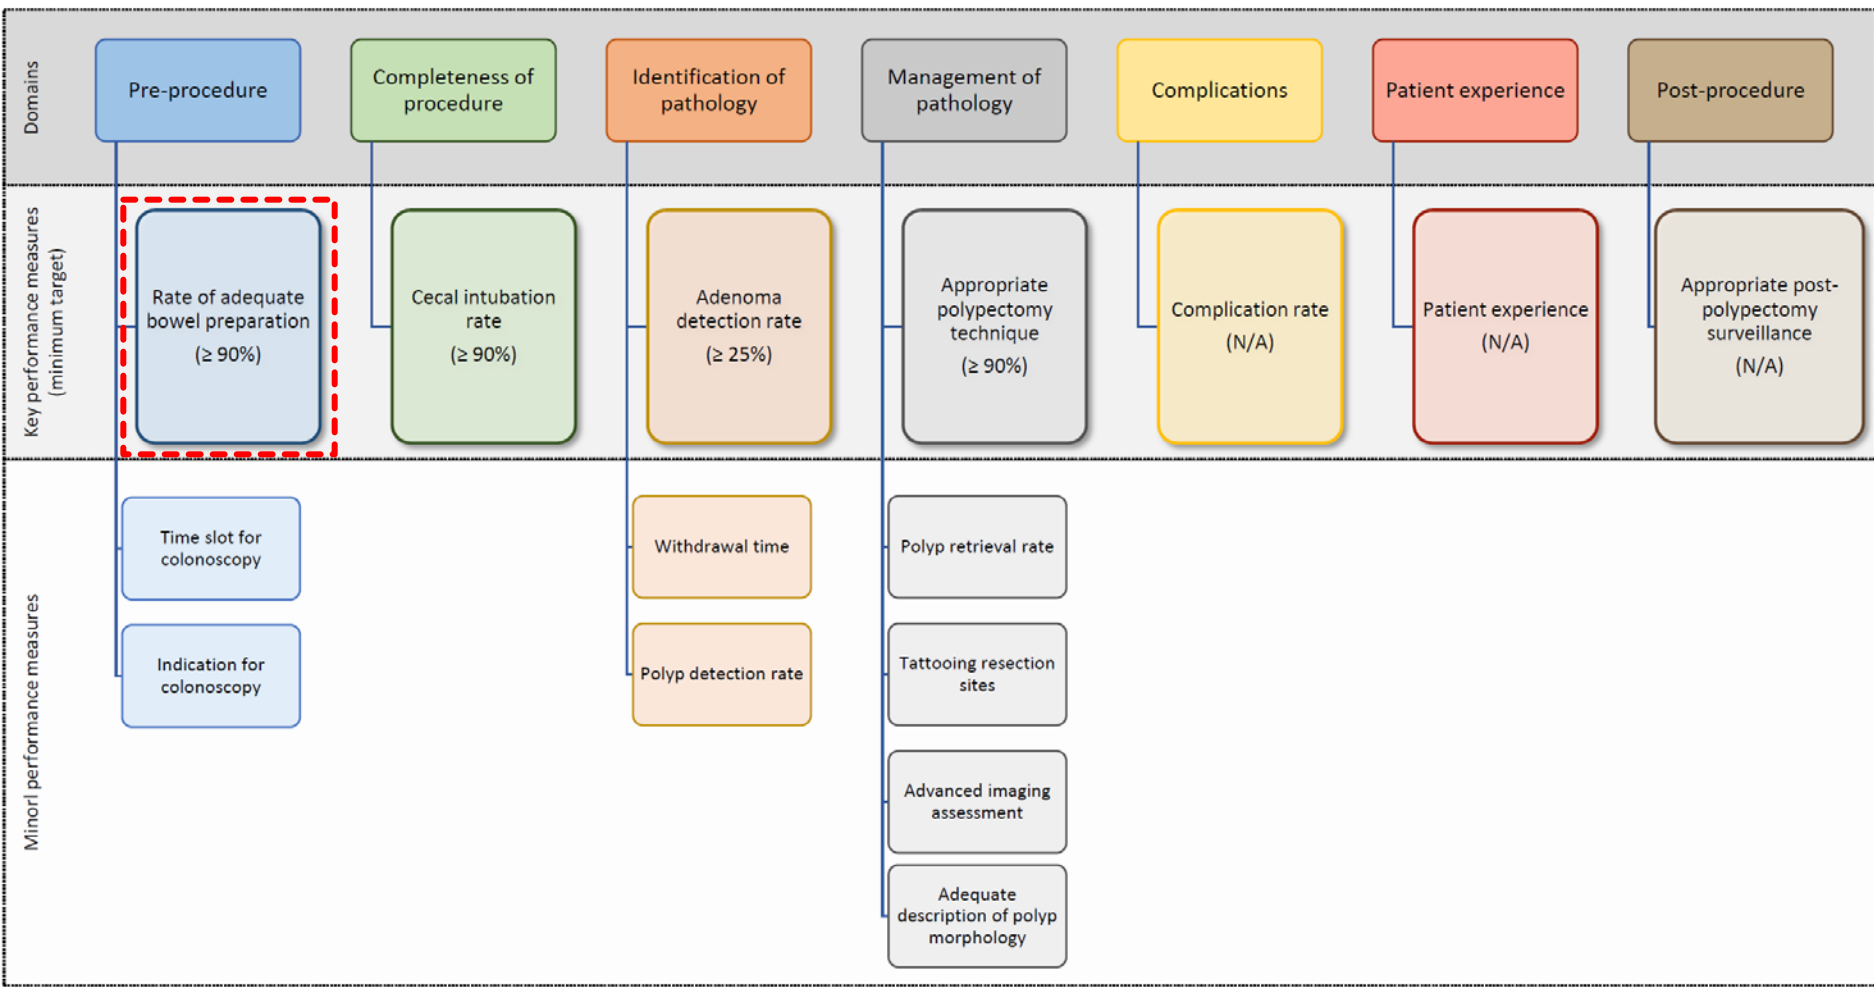 Domains
Pre-procedure
Completeness of
procedure
Identification of
pathology
Management of
pathology
Complications
Patient experience
Post-procedure
Key performance measures
(minimum target)
Rate of adequate
bowel preparation
(≥ 90%)
Cecal intubation
rate
(≥ 90%)
Adenoma
detection rate
(≥ 25%)
Appropriate
polypectomy
technique
(≥ 90%)
Complication rate
(N/A)
Patient experience
(N/A)
Appropriate post-
polypectomy
surveillance
(N/A)
Minorl performance measures
Time slot for
colonoscopy
Indication for
colonoscopy
Withdrawal time
Polyp detection rate
Polyp retrieval rate
Tattooing resection
sites
Advanced imaging
assessment
Adequate
description of polyp
morphology